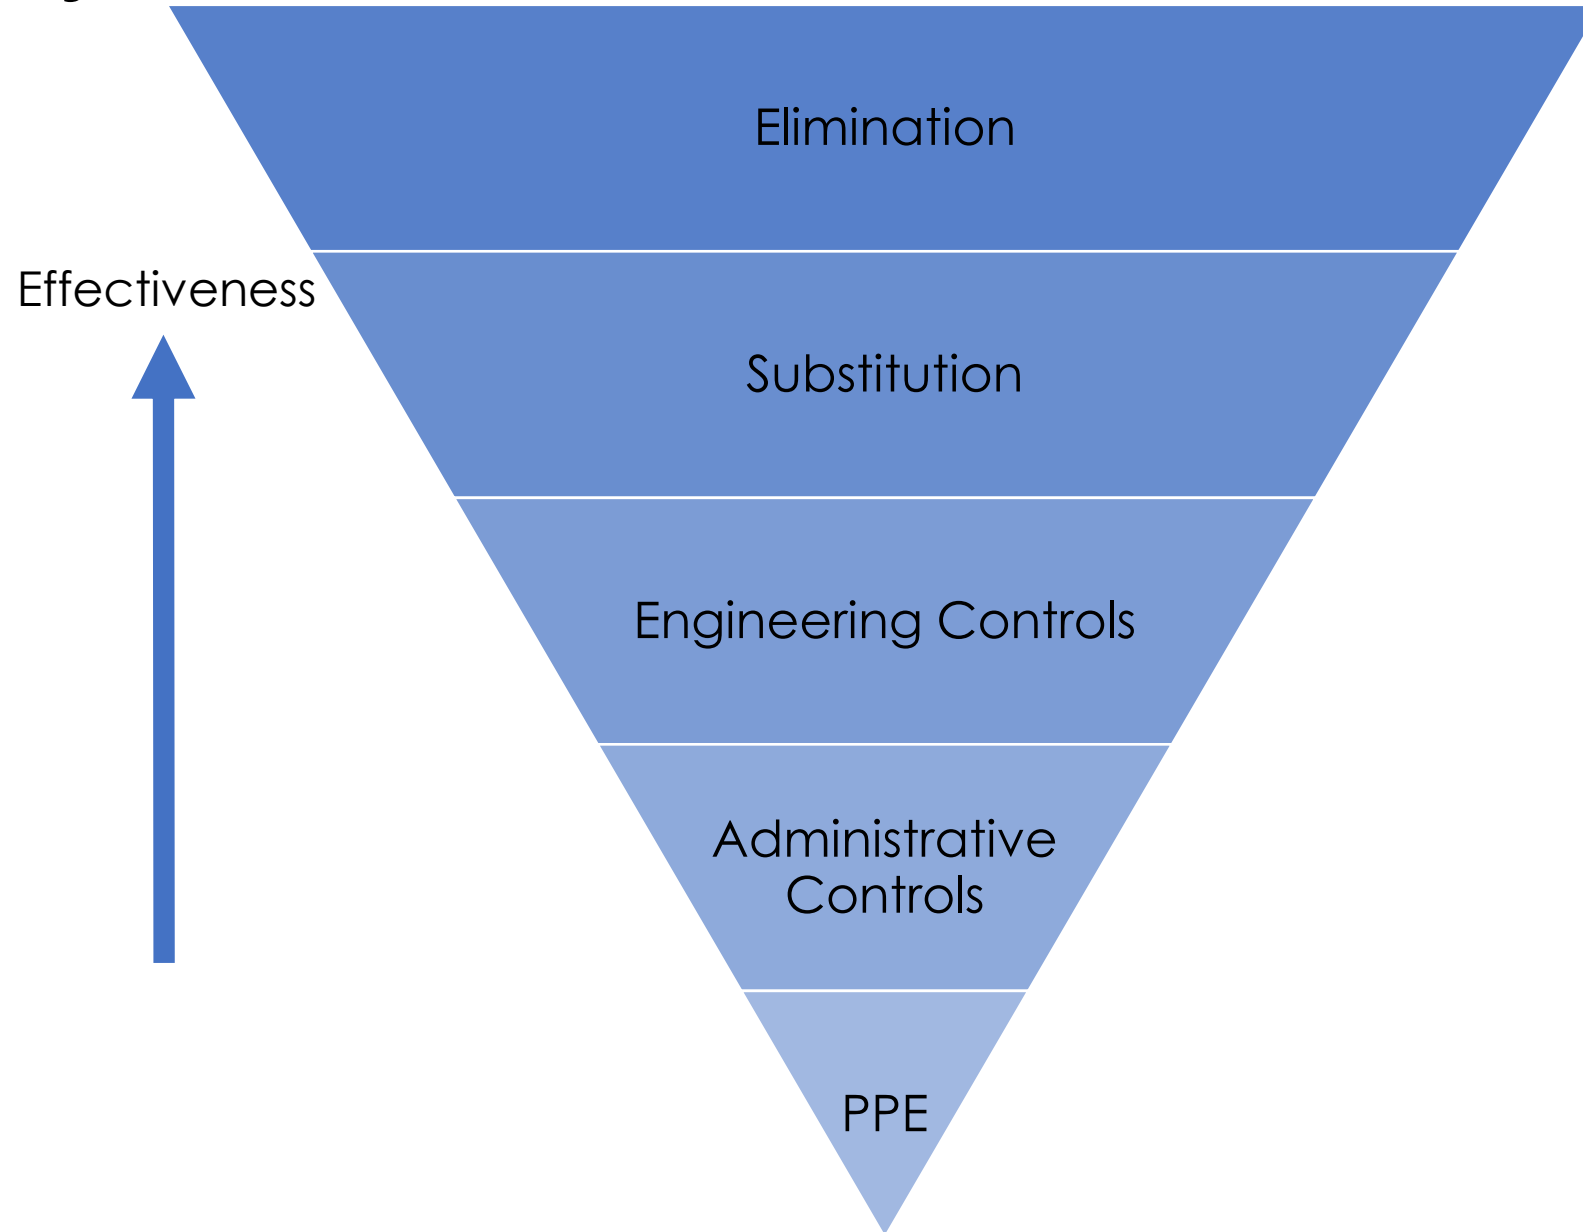 Elimination
Effectiveness
Substitution
Engineering Controls
Administrative
Controls
PPE